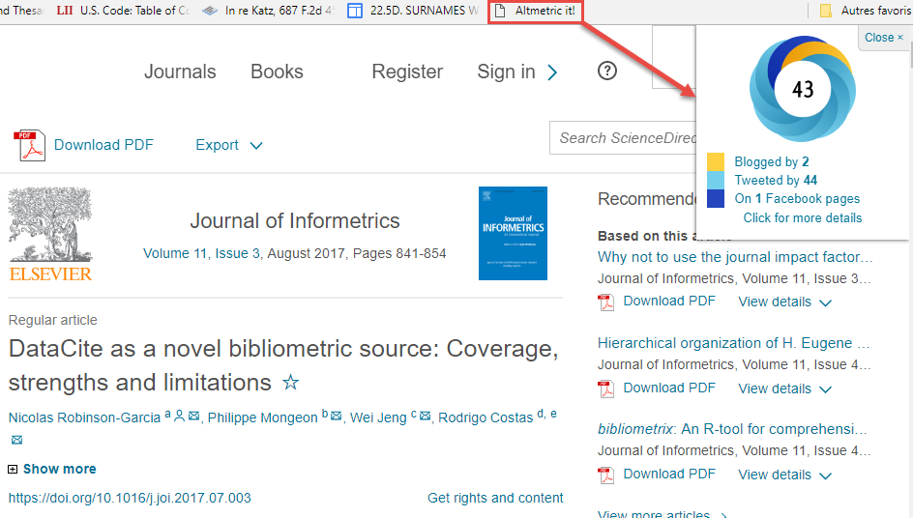 nd Thesa LII U.S. Code: Table of Co In re Katz, 687 F.2d 4 22.5D. SURNAMES W Altmetric it! Autres favoris
Close ×
43
Journals Books Register Sign in ?
PDF Download PDF Export Search ScienceDirec
Blogged by 2
Tweeted by 44
On 1 Facebook pages
Click for more details
ELSEVIER
Journal of Informetrics
Volume 11, Issue 3, August 2017, Pages 841-854
Journal of
INFORMETRICS
Recommende
Based on this article
Why not to use the journal impact factor...
Journal of Informetrics, Volume 11, Issue 3...
Download PDF View details
Regular article
DataCite as a novel bibliometric source: Coverage,
strengths and limitations
Nicolas Robinson-Garcia a, Philippe Mongeon b, Wei Jeng c, Rodrigo Costas d, e
Show more
https://doi.org/10.1016/j.joi.2017.07.003 Get rights and content
Hierarchical organization of H. Eugene ...
Journal of Informetrics, Volume 11, Issue 4...
Download PDF View details
bibliometrix: An R-tool for comprehensi...
Journal of Informetrics, Volume 11, Issue 4...
Download PDF View details
View more articles